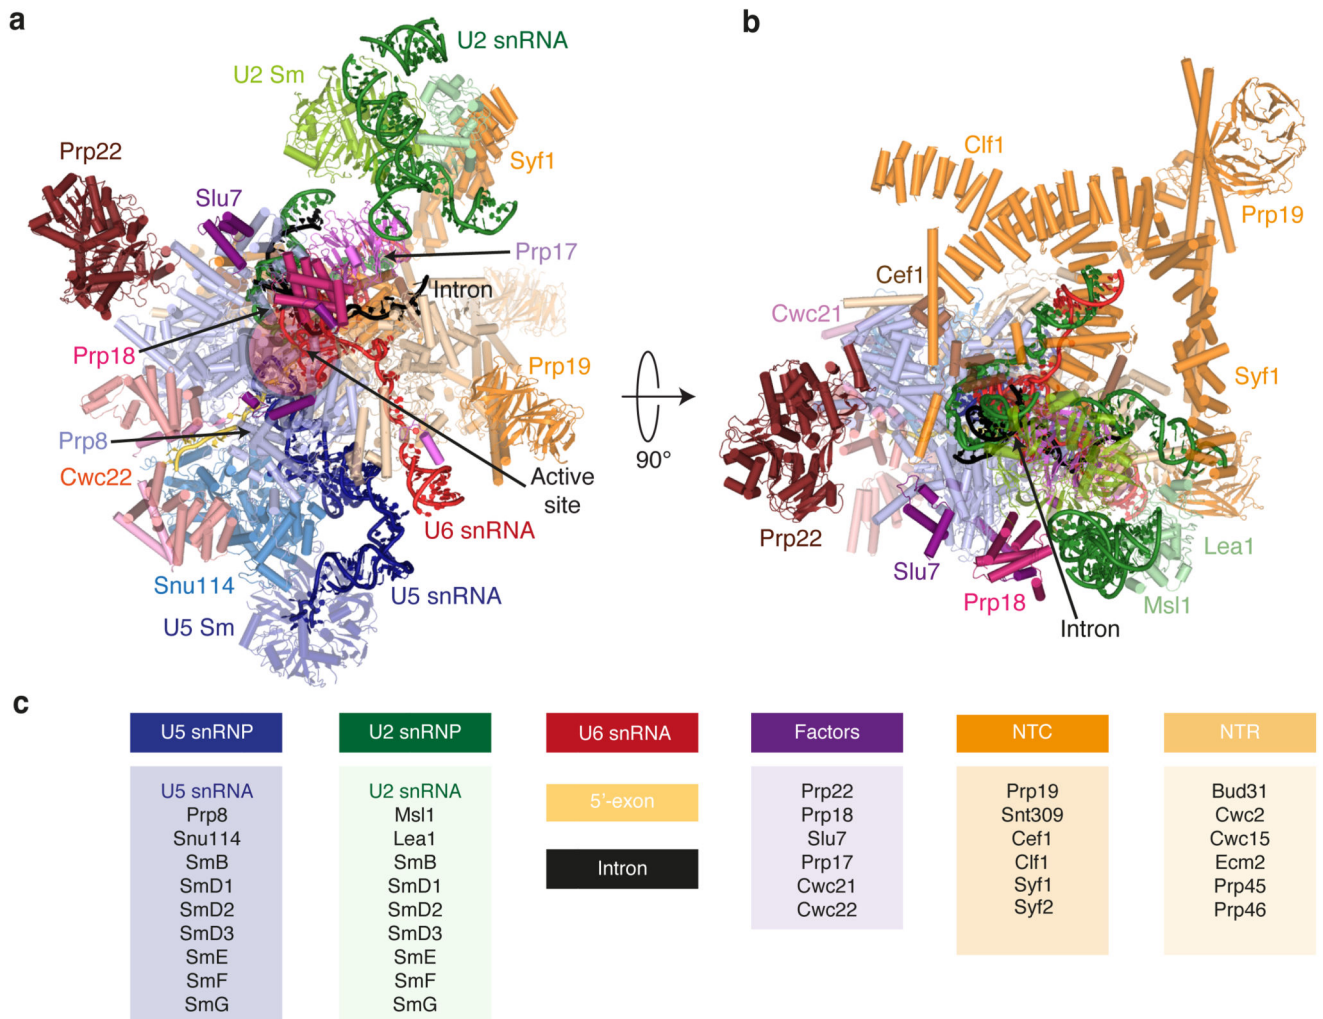 a
U2 snRNA
U2 Sm
Prp22
Syf1
Slu7
Prp17
Intron
Prp18
Prp19
Prp8
Cwc22
Active
site
U6 snRNA
Snu114
U5 snRNA
U5 Sm
90°
b
Clf1
Prp19
Cef1
Cwc21
Syf1
Prp22
Slu7
Lea1
Prp18
Msl1
Intron
c
U5 snRNP
U5 snRNA
Prp8
Snu114
SmB
SmD1
SmD2
SmD3
SmE
SmF
SmG
U2 snRNP
U2 snRNA
Msl1
Lea1
SmB
SmD1
SmD2
SmD3
SmE
SmF
SmG
U6 snRNA
5'-exon
Intron
Factors
Prp22
Prp18
Slu7
Prp17
Cwc21
Cwc22
NTC
Prp19
Snt309
Cef1
Clf1
Syf1
Syf2
NTR
Bud31
Cwc2
Cwc15
Ecm2
Prp45
Prp46